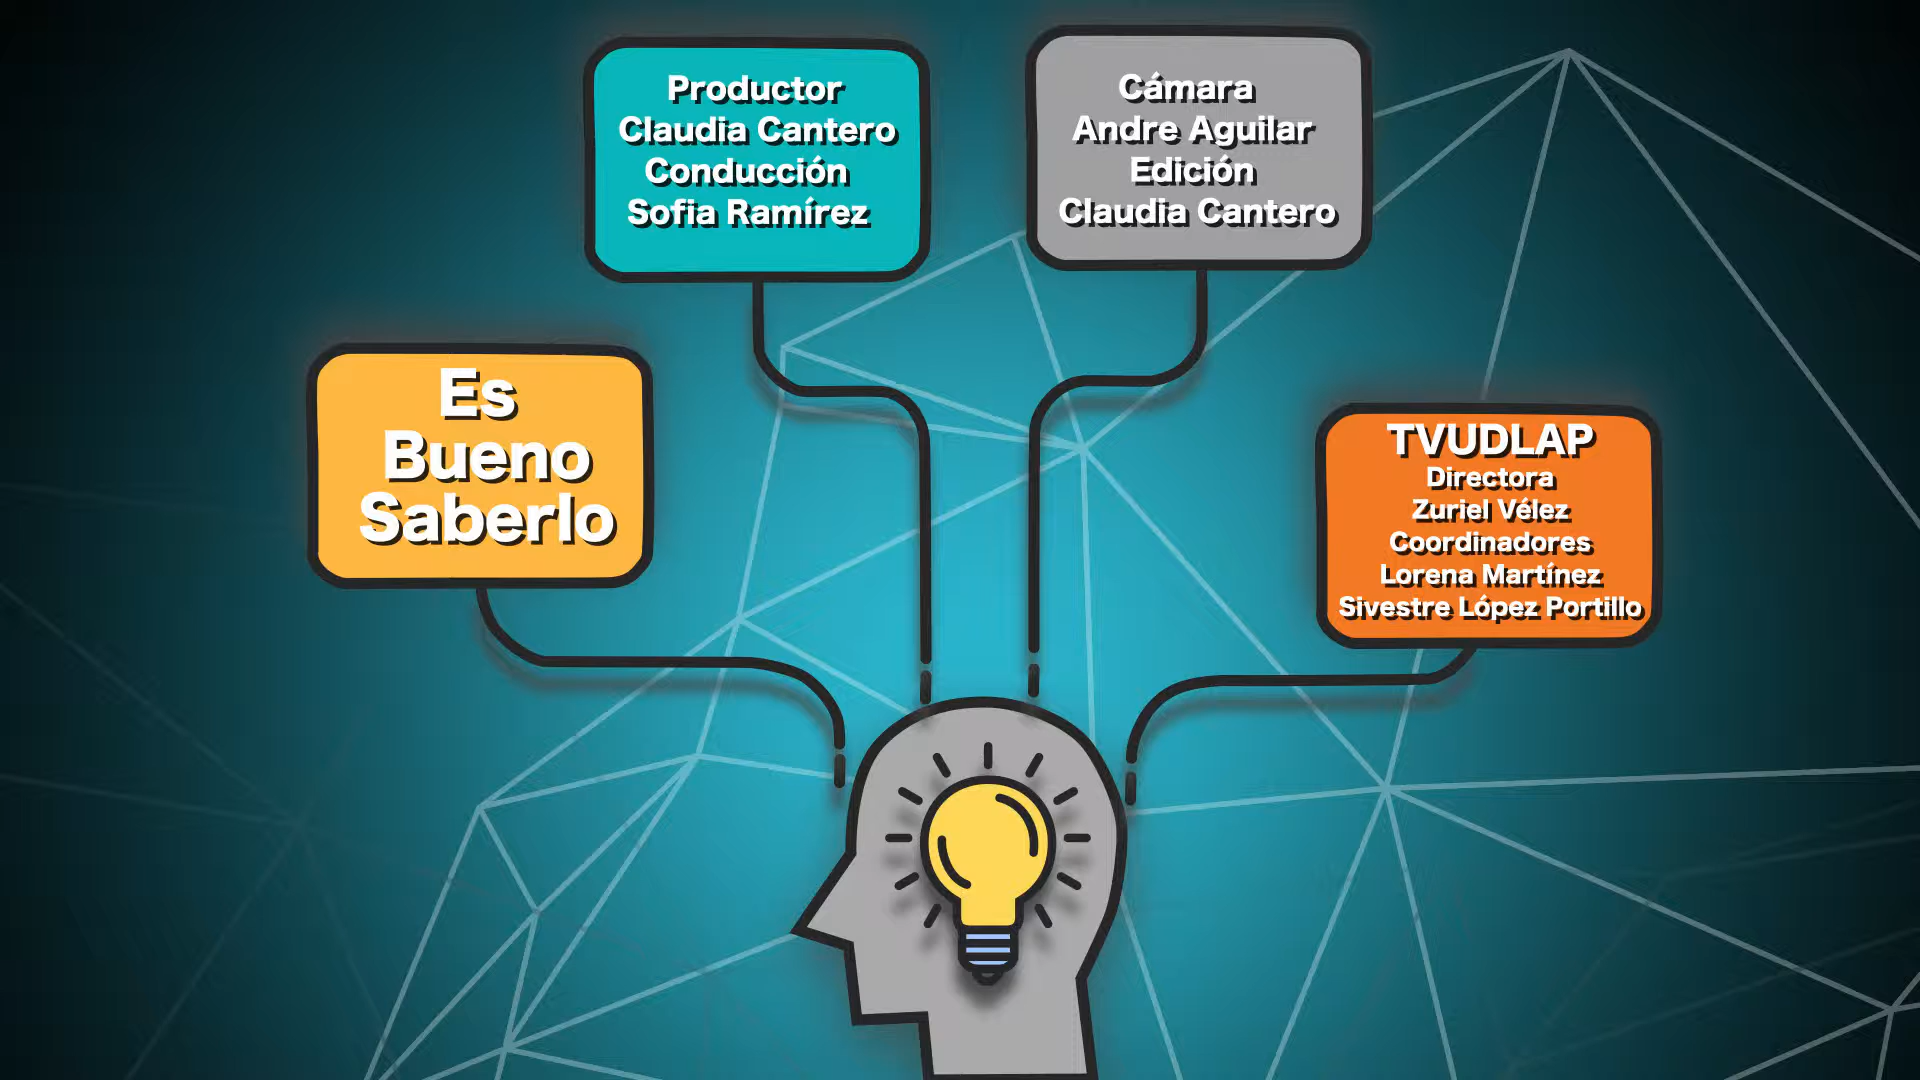 Es
Bueno
Saberlo
Productor
Claudia Cantero
Conducción
Sofia Ramírez
Cámara
Andre Aguilar
Edición
Claudia Cantero
TVUDLAP
Directora
Zuriel Vélez
Coordinadores
Lorena Martínez
Sivestre López Portillo